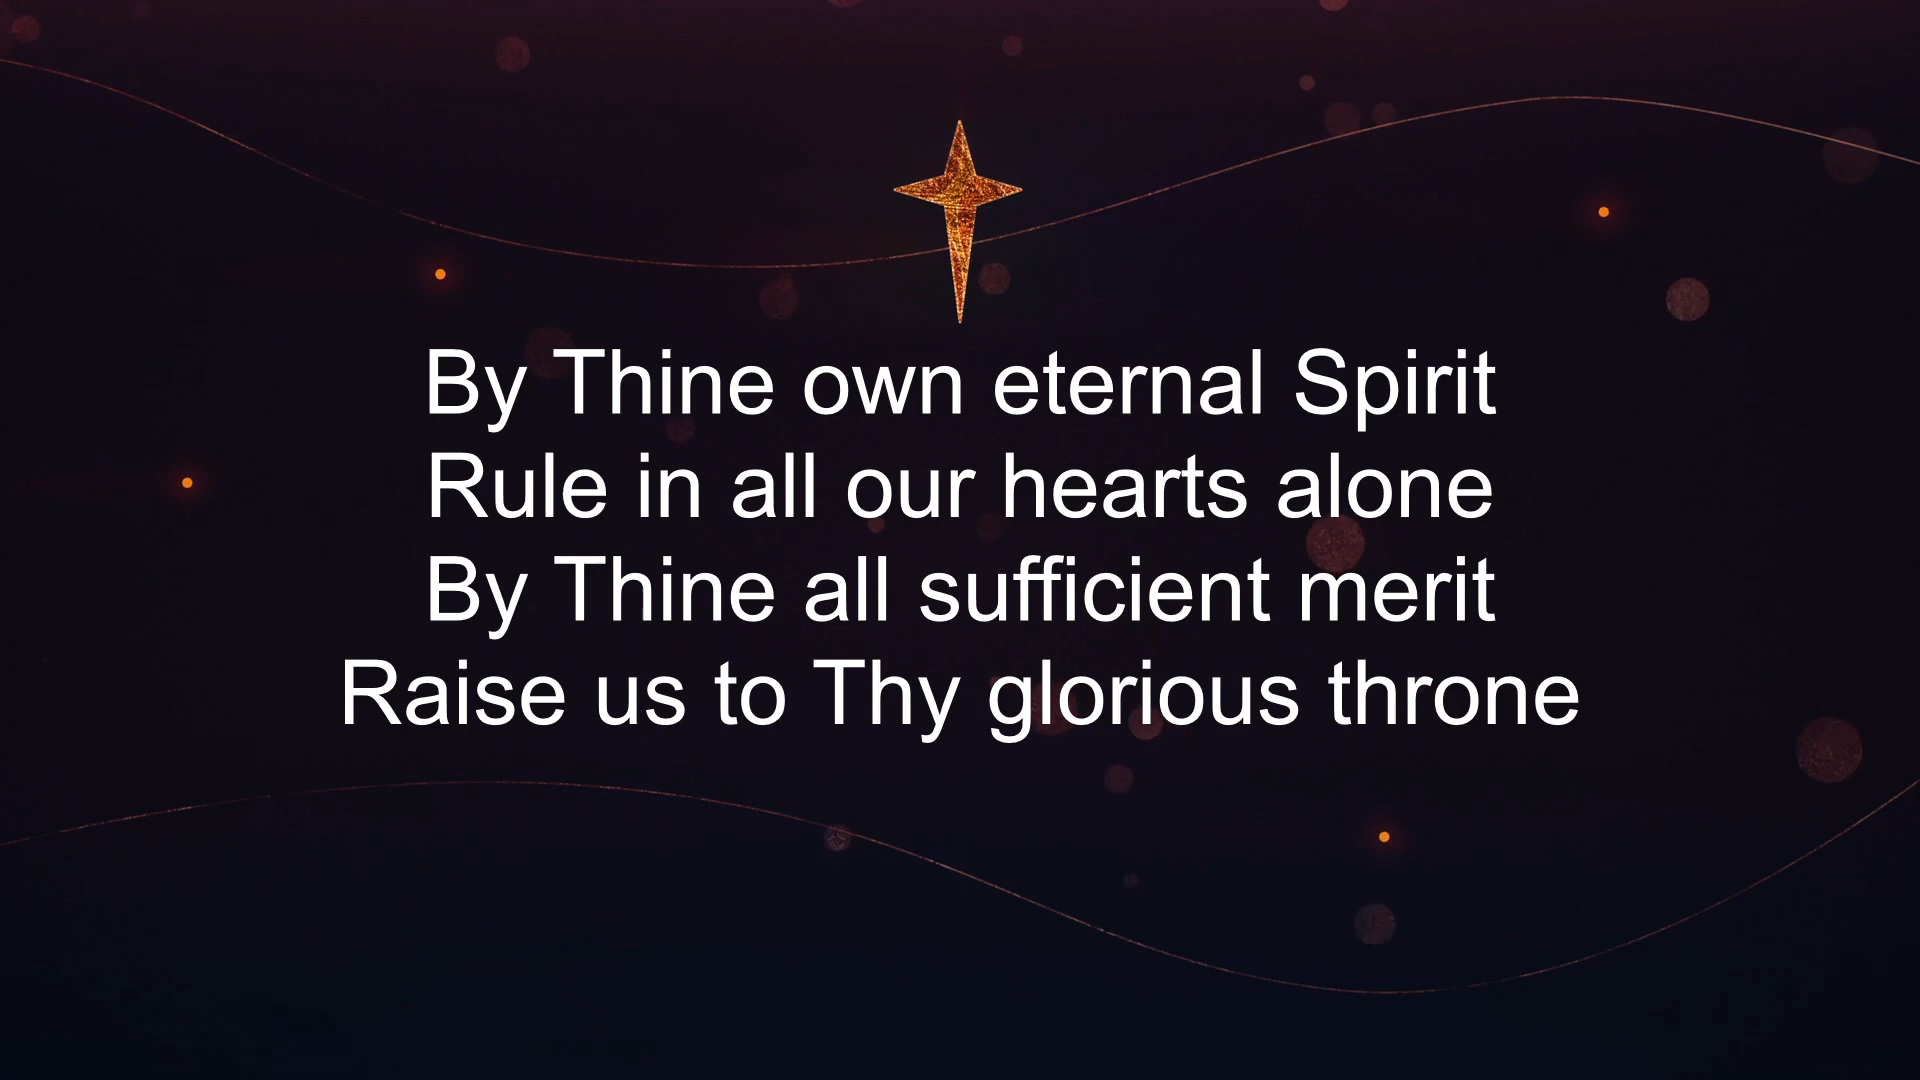 By Thine own eternal Spirit
Rule in all our hearts alone
By Thine all sufficient merit
Raise us to Thy glorious throne